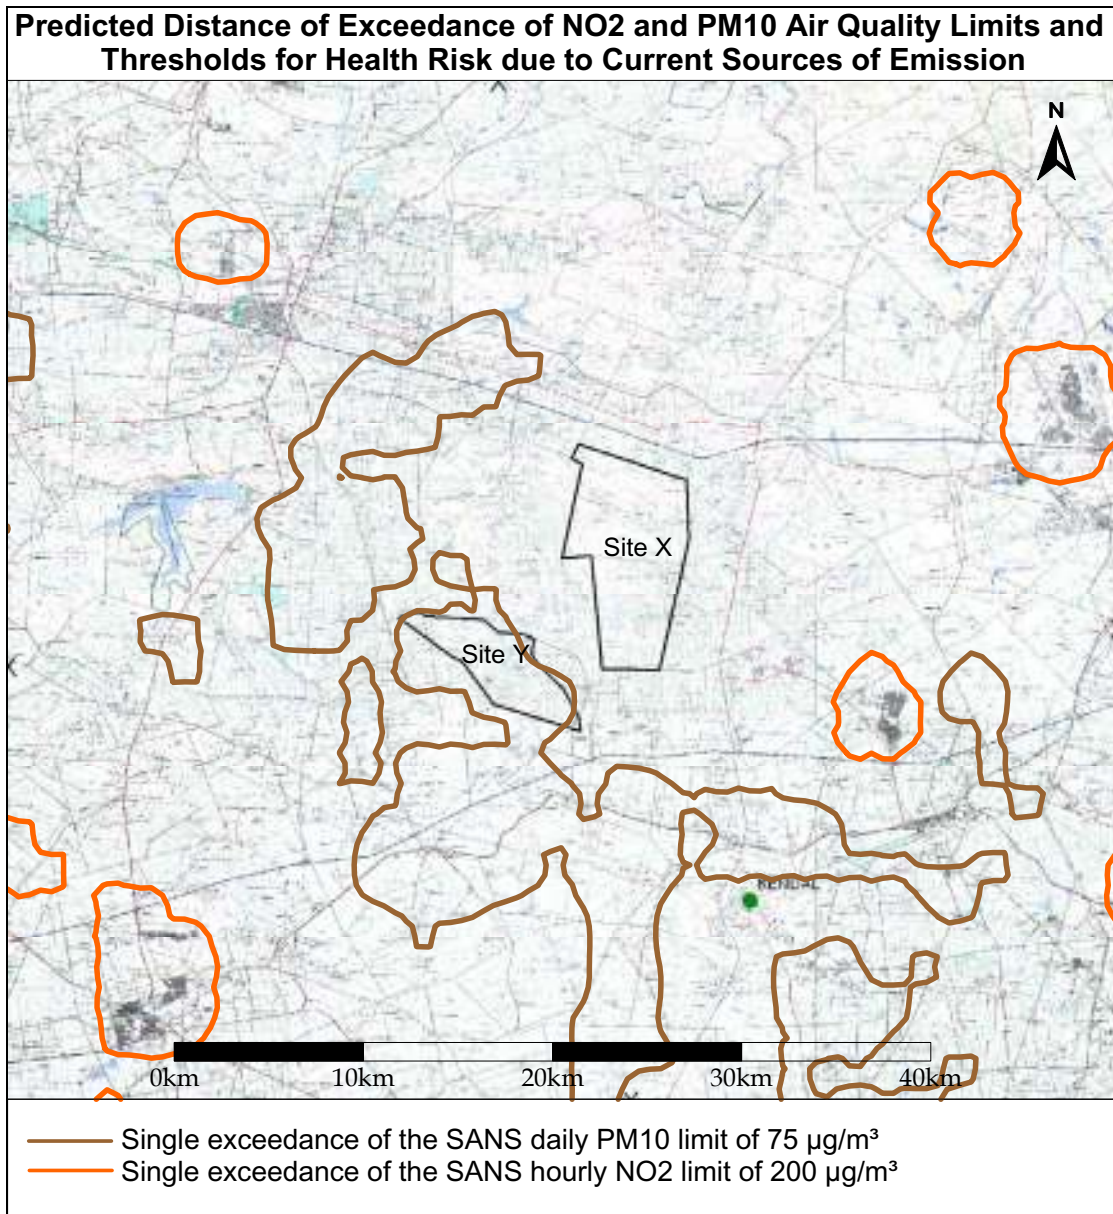 Predicted Distance of Exceedance of NO2 and PM10 Air Quality Limits and
Thresholds for Health Risk due to Current Sources of Emission
N
Site X
Site Y
KENDAL
0km 10km 20km 30km 40km
Single exceedance of the SANS daily PM10 limit of 75 µg/m³
Single exceedance of the SANS hourly NO2 limit of 200 µg/m³